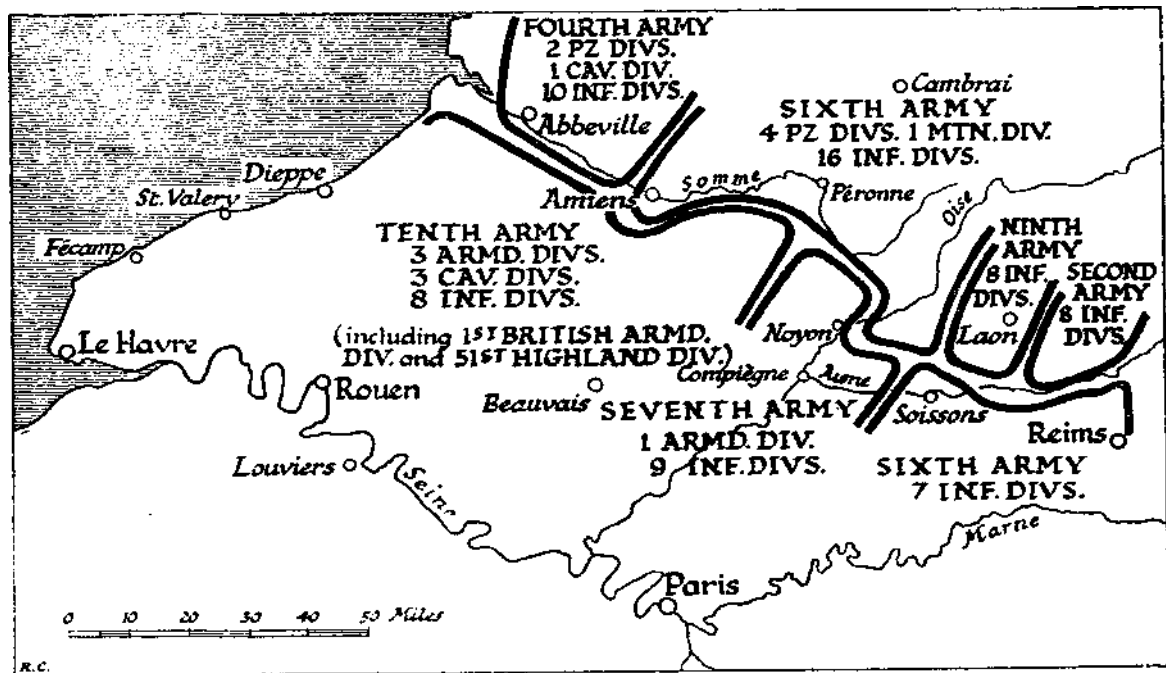 FOURTH ARMY
2 PZ DIVS.
1 CAV. DIV.
10 INF. DIVS.
Abbeville
Cambrai
SIXTH ARMY
4 PZ DIVS. 1 MTN. DIV.
16 INF. DIVS.
Dieppe
St. Valery
Fécamp
Amiens
Somme
Péronne
Oise
TENTH ARMY
3 ARMD. DIVS.
3 CAV. DIVS.
8 INF. DIVS.
(including 1ST BRITISH ARMD.
DIV. and 51ST HIGHLAND DIV.)
NINTH
ARMY
8 INF.
DIVS.
SECOND
ARMY
8 INF.
DIVS.
Laon
Noyon
Le Havre
Rouen
Beauvais
Compiègne
Aisne
Soissons
Reims
SEVENTH ARMY
1 ARMD. DIV.
9 INF. DIVS.
SIXTH ARMY
7 INF. DIVS.
Louviers
Seine
Marne
Paris
0 10 20 30 40 50 Miles
R.C.